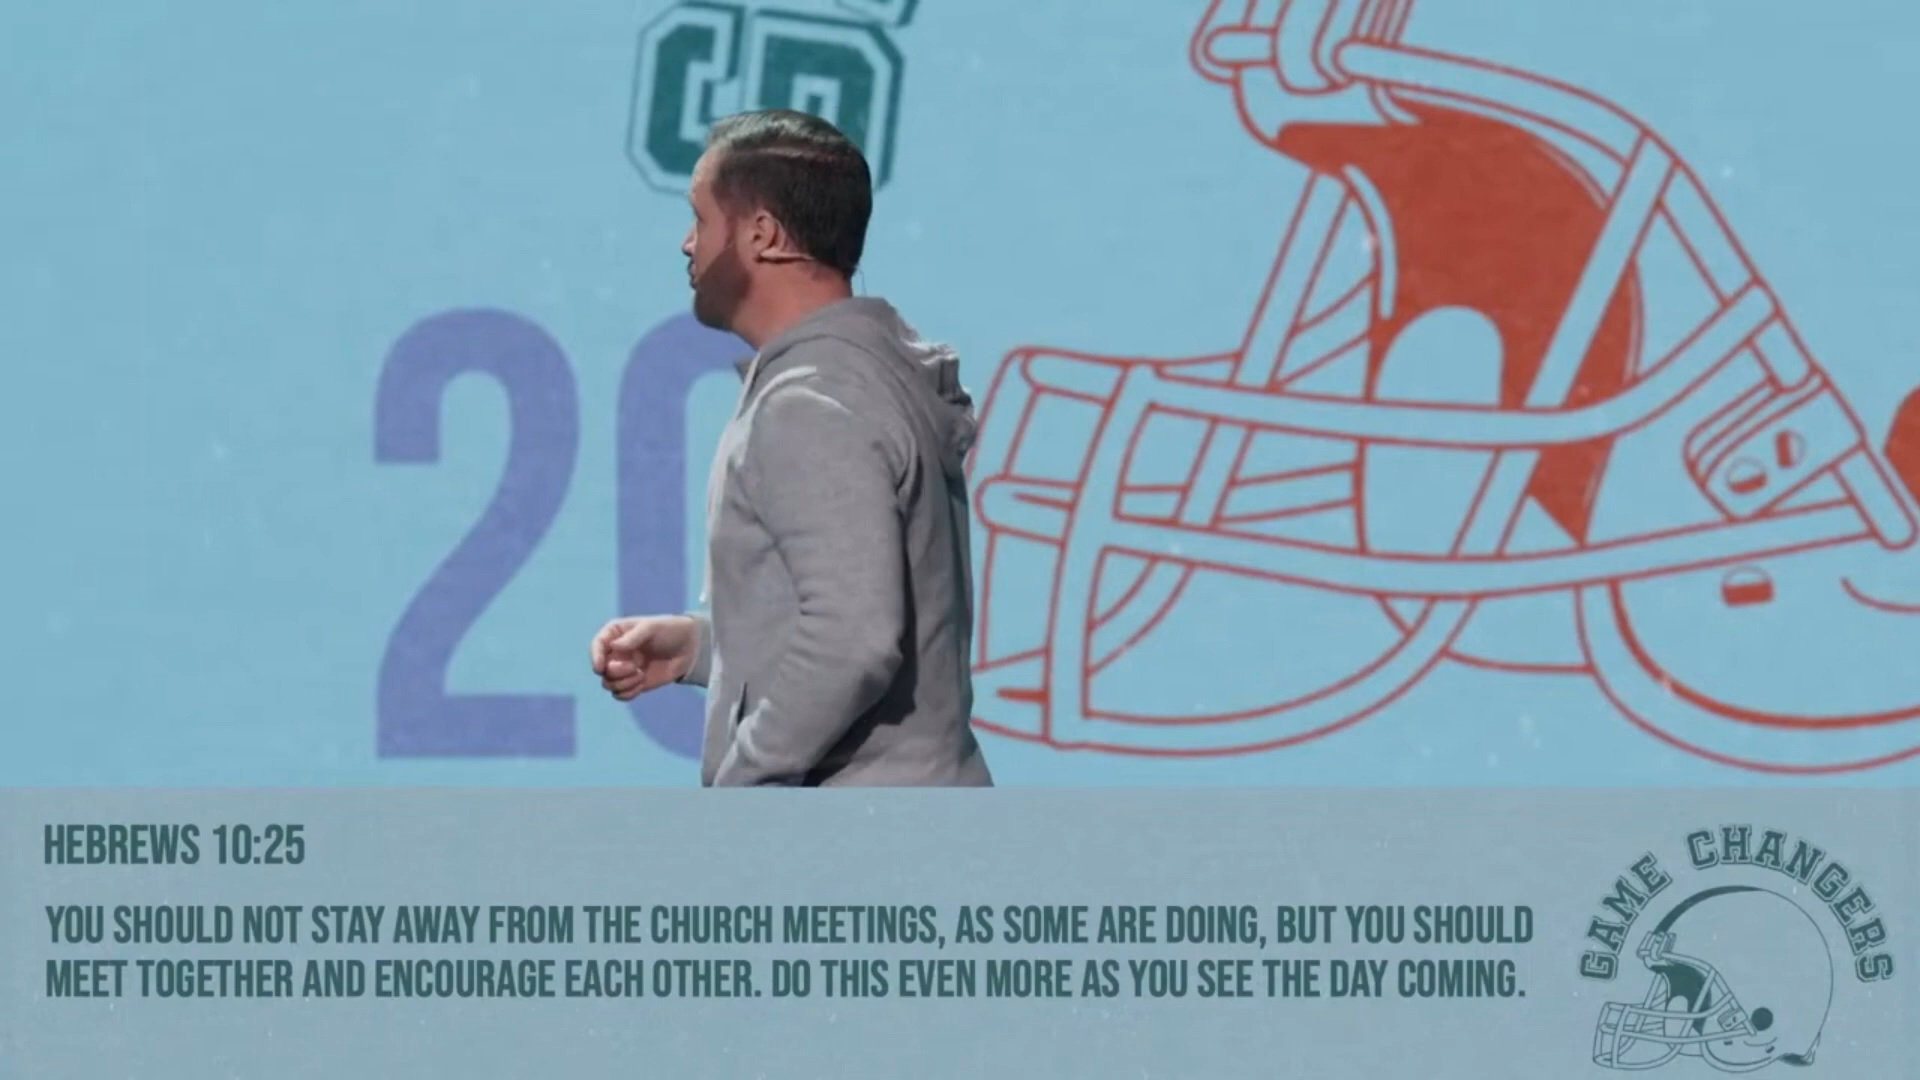 20
HEBREWS 10:25
YOU SHOULD NOT STAY AWAY FROM THE CHURCH MEETINGS, AS SOME ARE DOING, BUT YOU SHOULD
MEET TOGETHER AND ENCOURAGE EACH OTHER. DO THIS EVEN MORE AS YOU SEE THE DAY COMING.
GAME CHANGERS